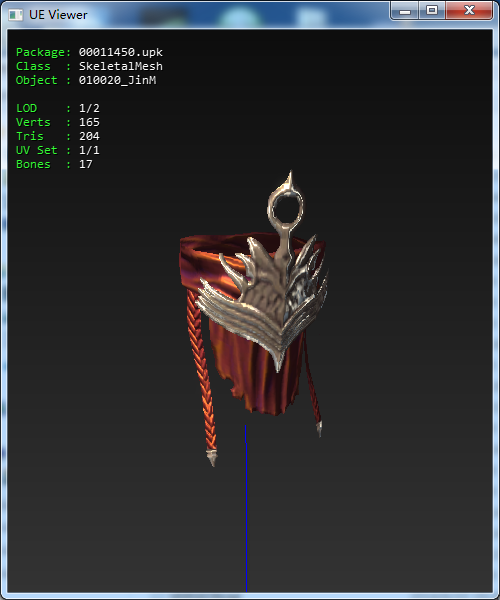 UE Viewer
Package: 00011450.upk
Class : SkeletalMesh
Object : 010020_JinM
LOD : 1/2
Verts : 165
Tris : 204
UV Set : 1/1
Bones : 17